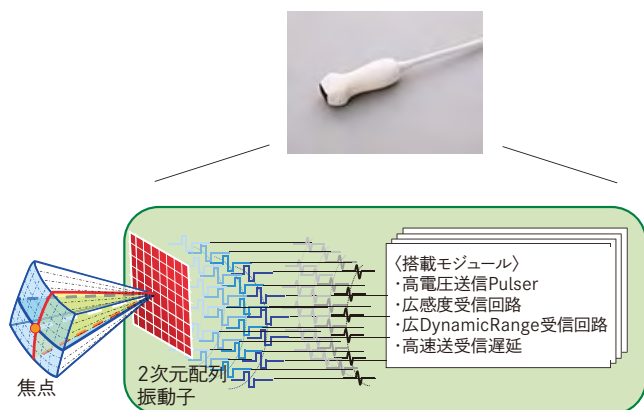 〈搭載モジュール〉
・高電圧送信Pulser
・広感度受信回路
・広DynamicRange受信回路
・高速送受信遅延
2次元配列
振動子
焦点